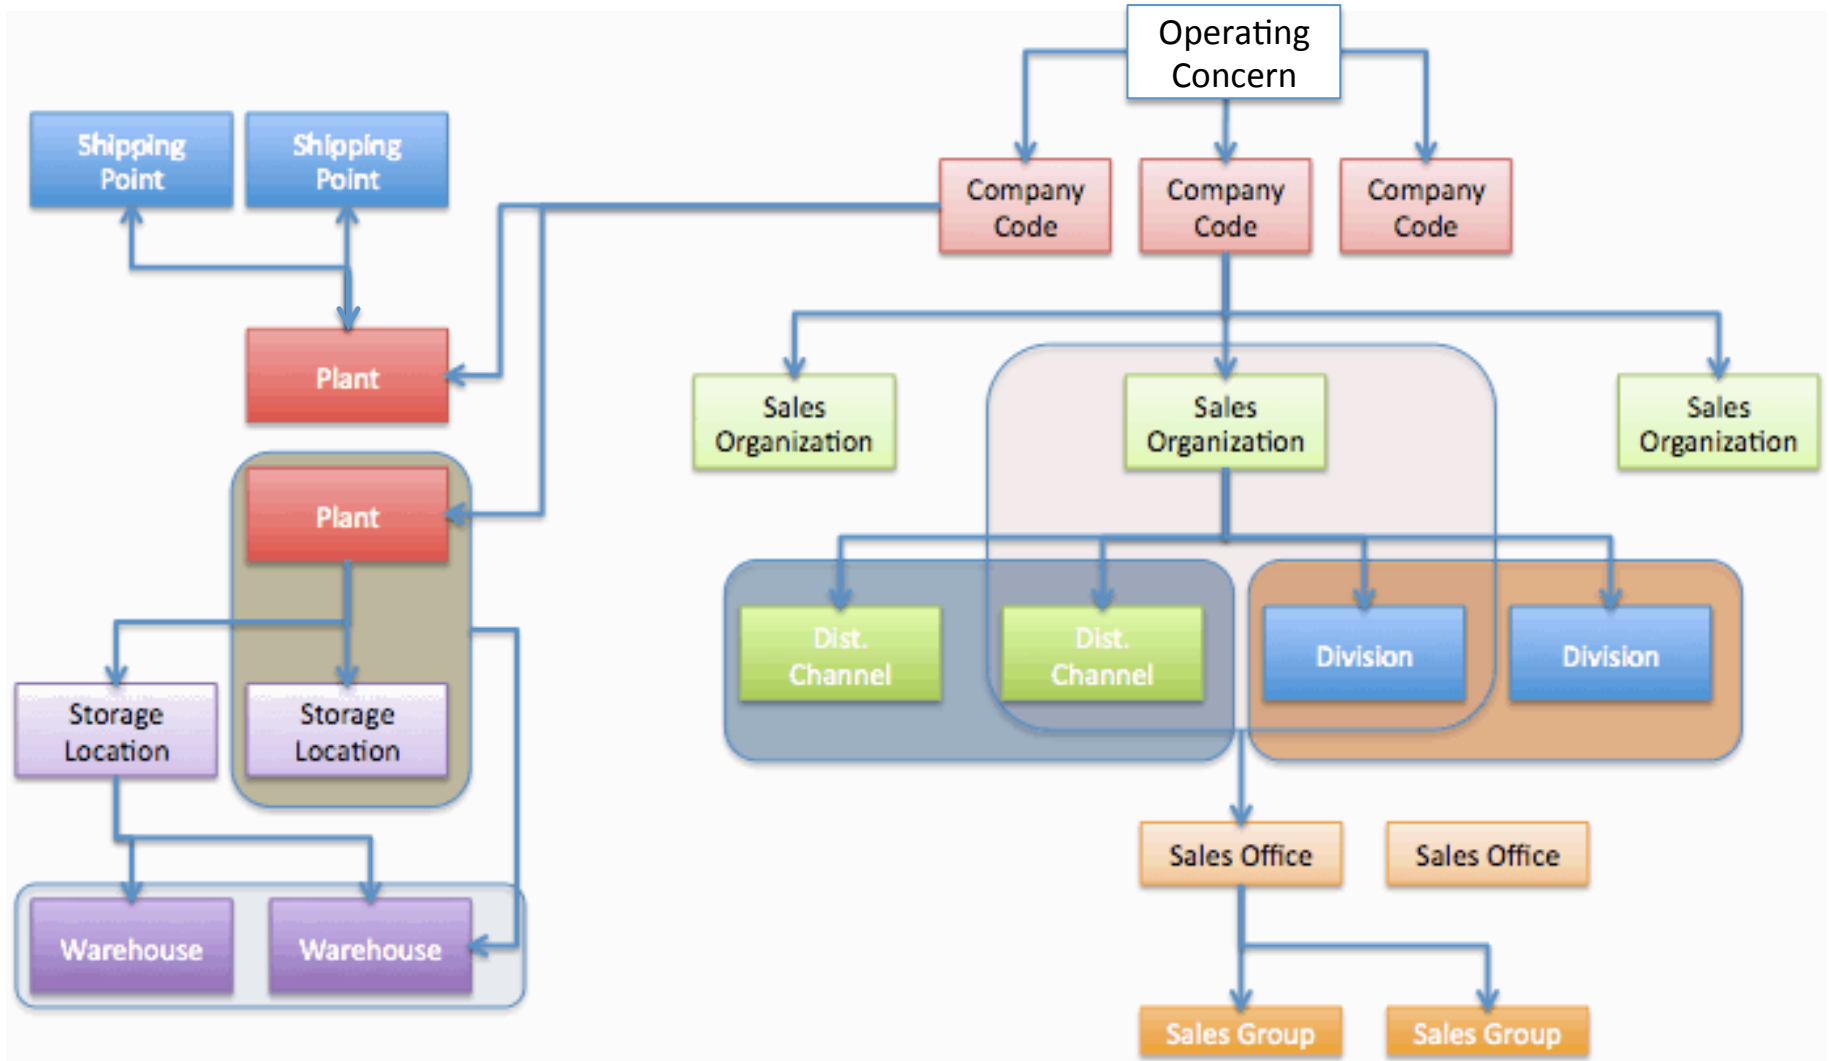 Operating
Concern
Shipping
Point
Shipping
Point
Company
Code
Company
Code
Company
Code
Plant
Sales
Organization
Sales
Organization
Sales
Organization
Plant
Dist.
Channel
Dist.
Channel
Division
Division
Storage
Location
Storage
Location
Sales Office
Sales Office
Warehouse
Warehouse
Sales Group
Sales Group